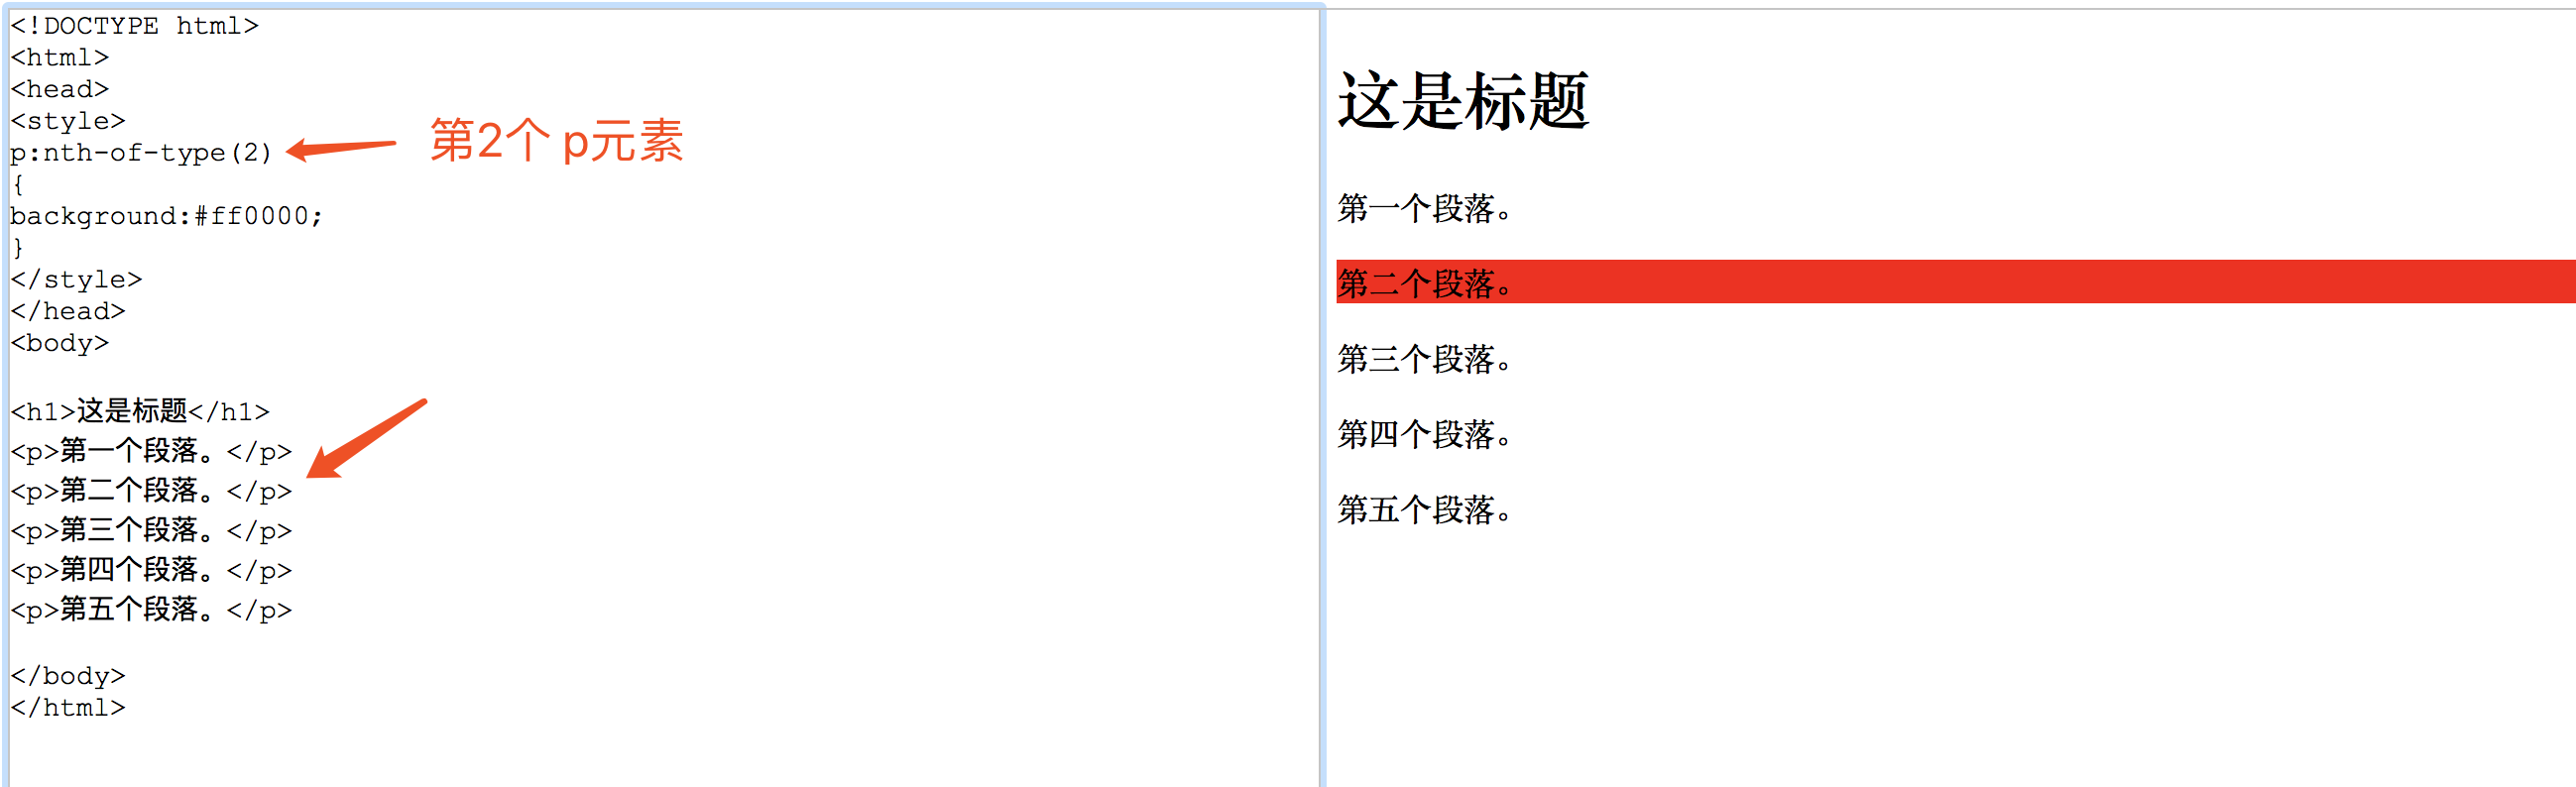 <!DOCTYPE html>
<html>
<head>
<style>
p:nth-of-type(2)
第2个 p元素
{
background:#ff0000;
}
</style>
</head>
<body>
<h1>这是标题</h1>
<p>第一个段落。</p>
<p>第二个段落。</p>
<p>第三个段落。</p>
<p>第四个段落。</p>
<p>第五个段落。</p>
</body>
</html>
这是标题
第一个段落。
第二个段落。
第三个段落。
第四个段落。
第五个段落。